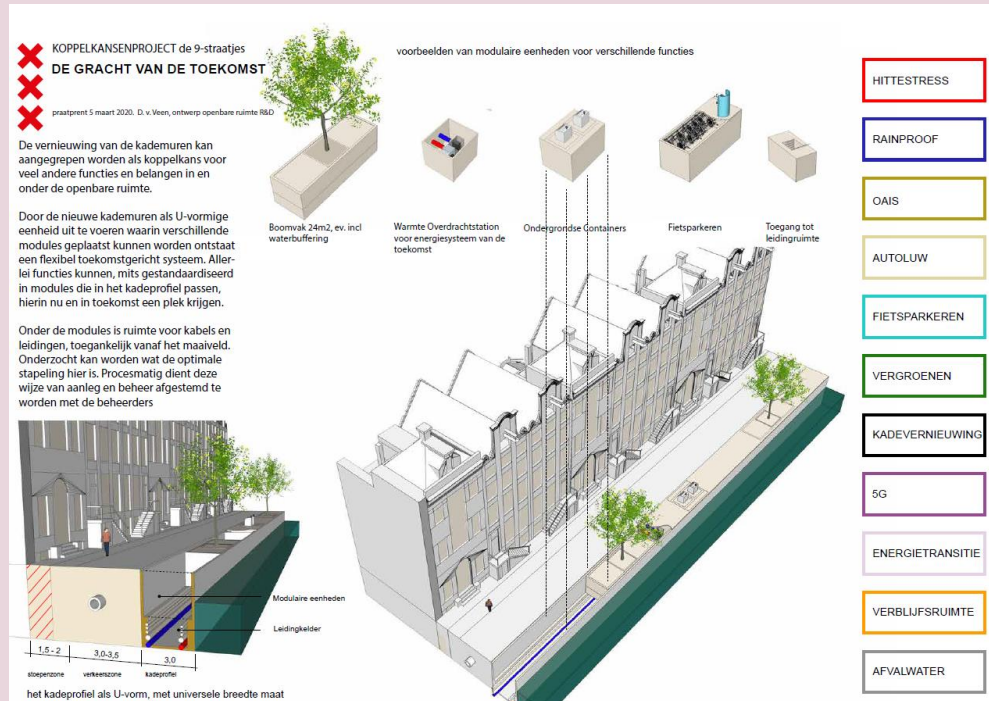 KOPPELKANSENPROJECT de 9-straatjes
DE GRACHT VAN DE TOEKOMST
praatprent 5 maart 2020. D. v. Veen, ontwerp openbare ruimte R&D
De vernieuwing van de kademuren kan
aangegrepen worden als koppelkans voor
veel andere functies en belangen in en
onder de openbare ruimte.
Door de nieuwe kademuren als U-vormige
eenheid uit te voeren waarin verschillende
modules geplaatst kunnen worden ontstaat
een flexibel toekomstgericht systeem. Aller-
lei functies kunnen, mits gestandaardiseerd
in modules die in het kadeprofiel passen,
hierin nu en in toekomst een plek krijgen.
Onder de modules is ruimte voor kabels en
leidingen, toegankelijk vanaf het maaiveld.
Onderzocht kan worden wat de optimale
stapeling hier is. Procesmatig dient deze
wijze van aanleg en beheer afgestemd te
worden met de beheerders
voorbeelden van modulaire eenheden voor verschillende functies
Boomvak 24m2, ev. incl
waterbuffering
Warmte Overdrachtstation
voor energiesysteem van de
toekomst
Ondergrondse Containers
Fietsparkeren
Toegang tot
leidingruimte
Modulaire eenheden
Leidingkelder
1,5 - 2
3,0-3,5
3,0
stoepenzone
verkeerszone
kadeprofiel
het kadeprofiel als U-vorm, met universele breedte maat
HITTESTRESS
RAINPROOF
OAIS
AUTOLUW
FIETSPARKEREN
VERGROENEN
KADEVERNIEUWING
5G
ENERGIETRANSITIE
VERBLIJFSRUIMTE
AFVALWATER